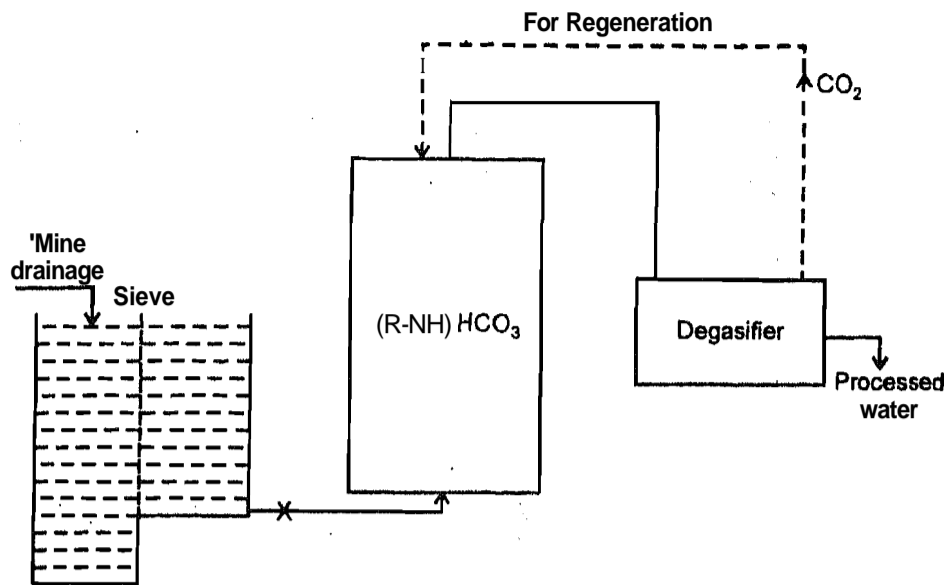 For Regeneration
CO₂
'Mine
drainage
Sieve
(R-NH) HCO₃
Degasifier
Processed
water